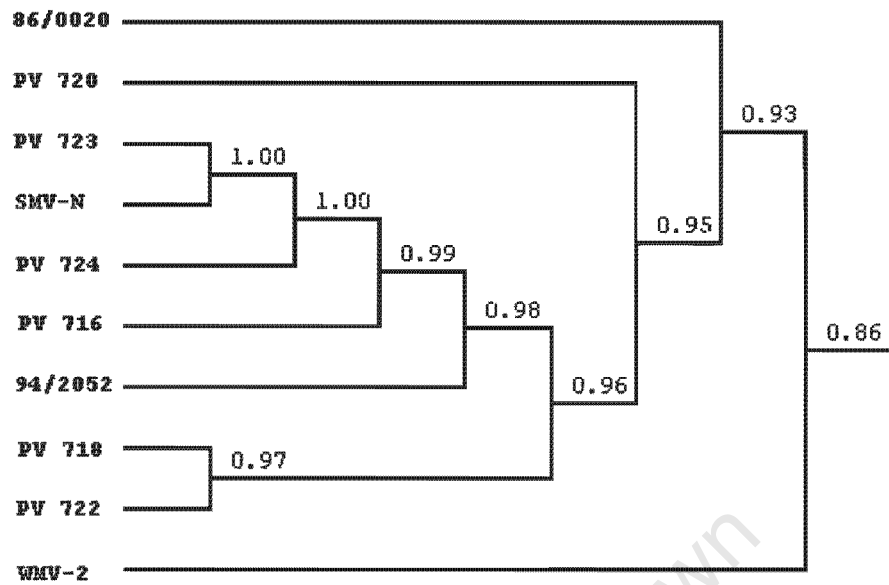 86/0020
0.93
PV 720
PV 723
1.00
SMV-N
1.00
0.95
PV 724
0.99
PV 716
0.98
0.86
94/2052
0.96
PV 718
0.97
PV 722
WMV-2
wn